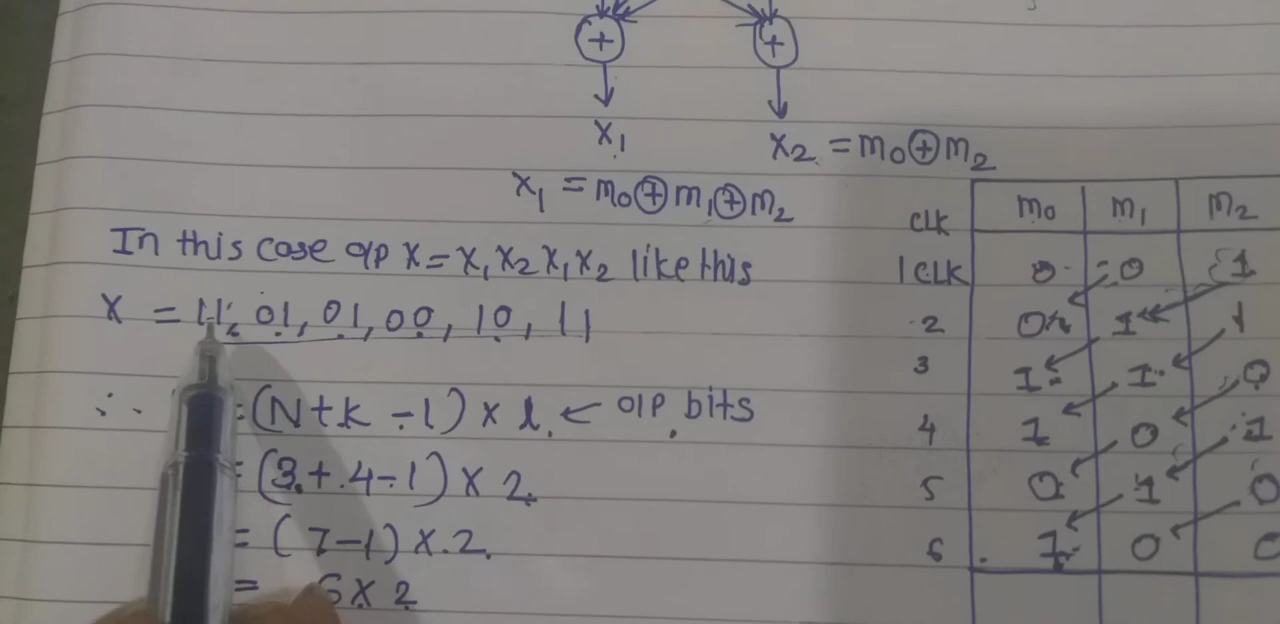 + +
x1
x2 = m0⊕m2
x1 = m0⊕m1⊕m2
In this case o/p x = x1 x2 x1 x2 like this
x = 11, 01, 01, 00, 10, 11
∴ = (N+k-1) × l ← o/p bits
= (3+4-1) × 2
= (7-1) × 2
= 6 × 2
CLK m0 m1 m2
1CLK 0 0 1
2 0 1 1
3 1 1 0
4 1 0 1
5 0 1 0
6 1 0 0